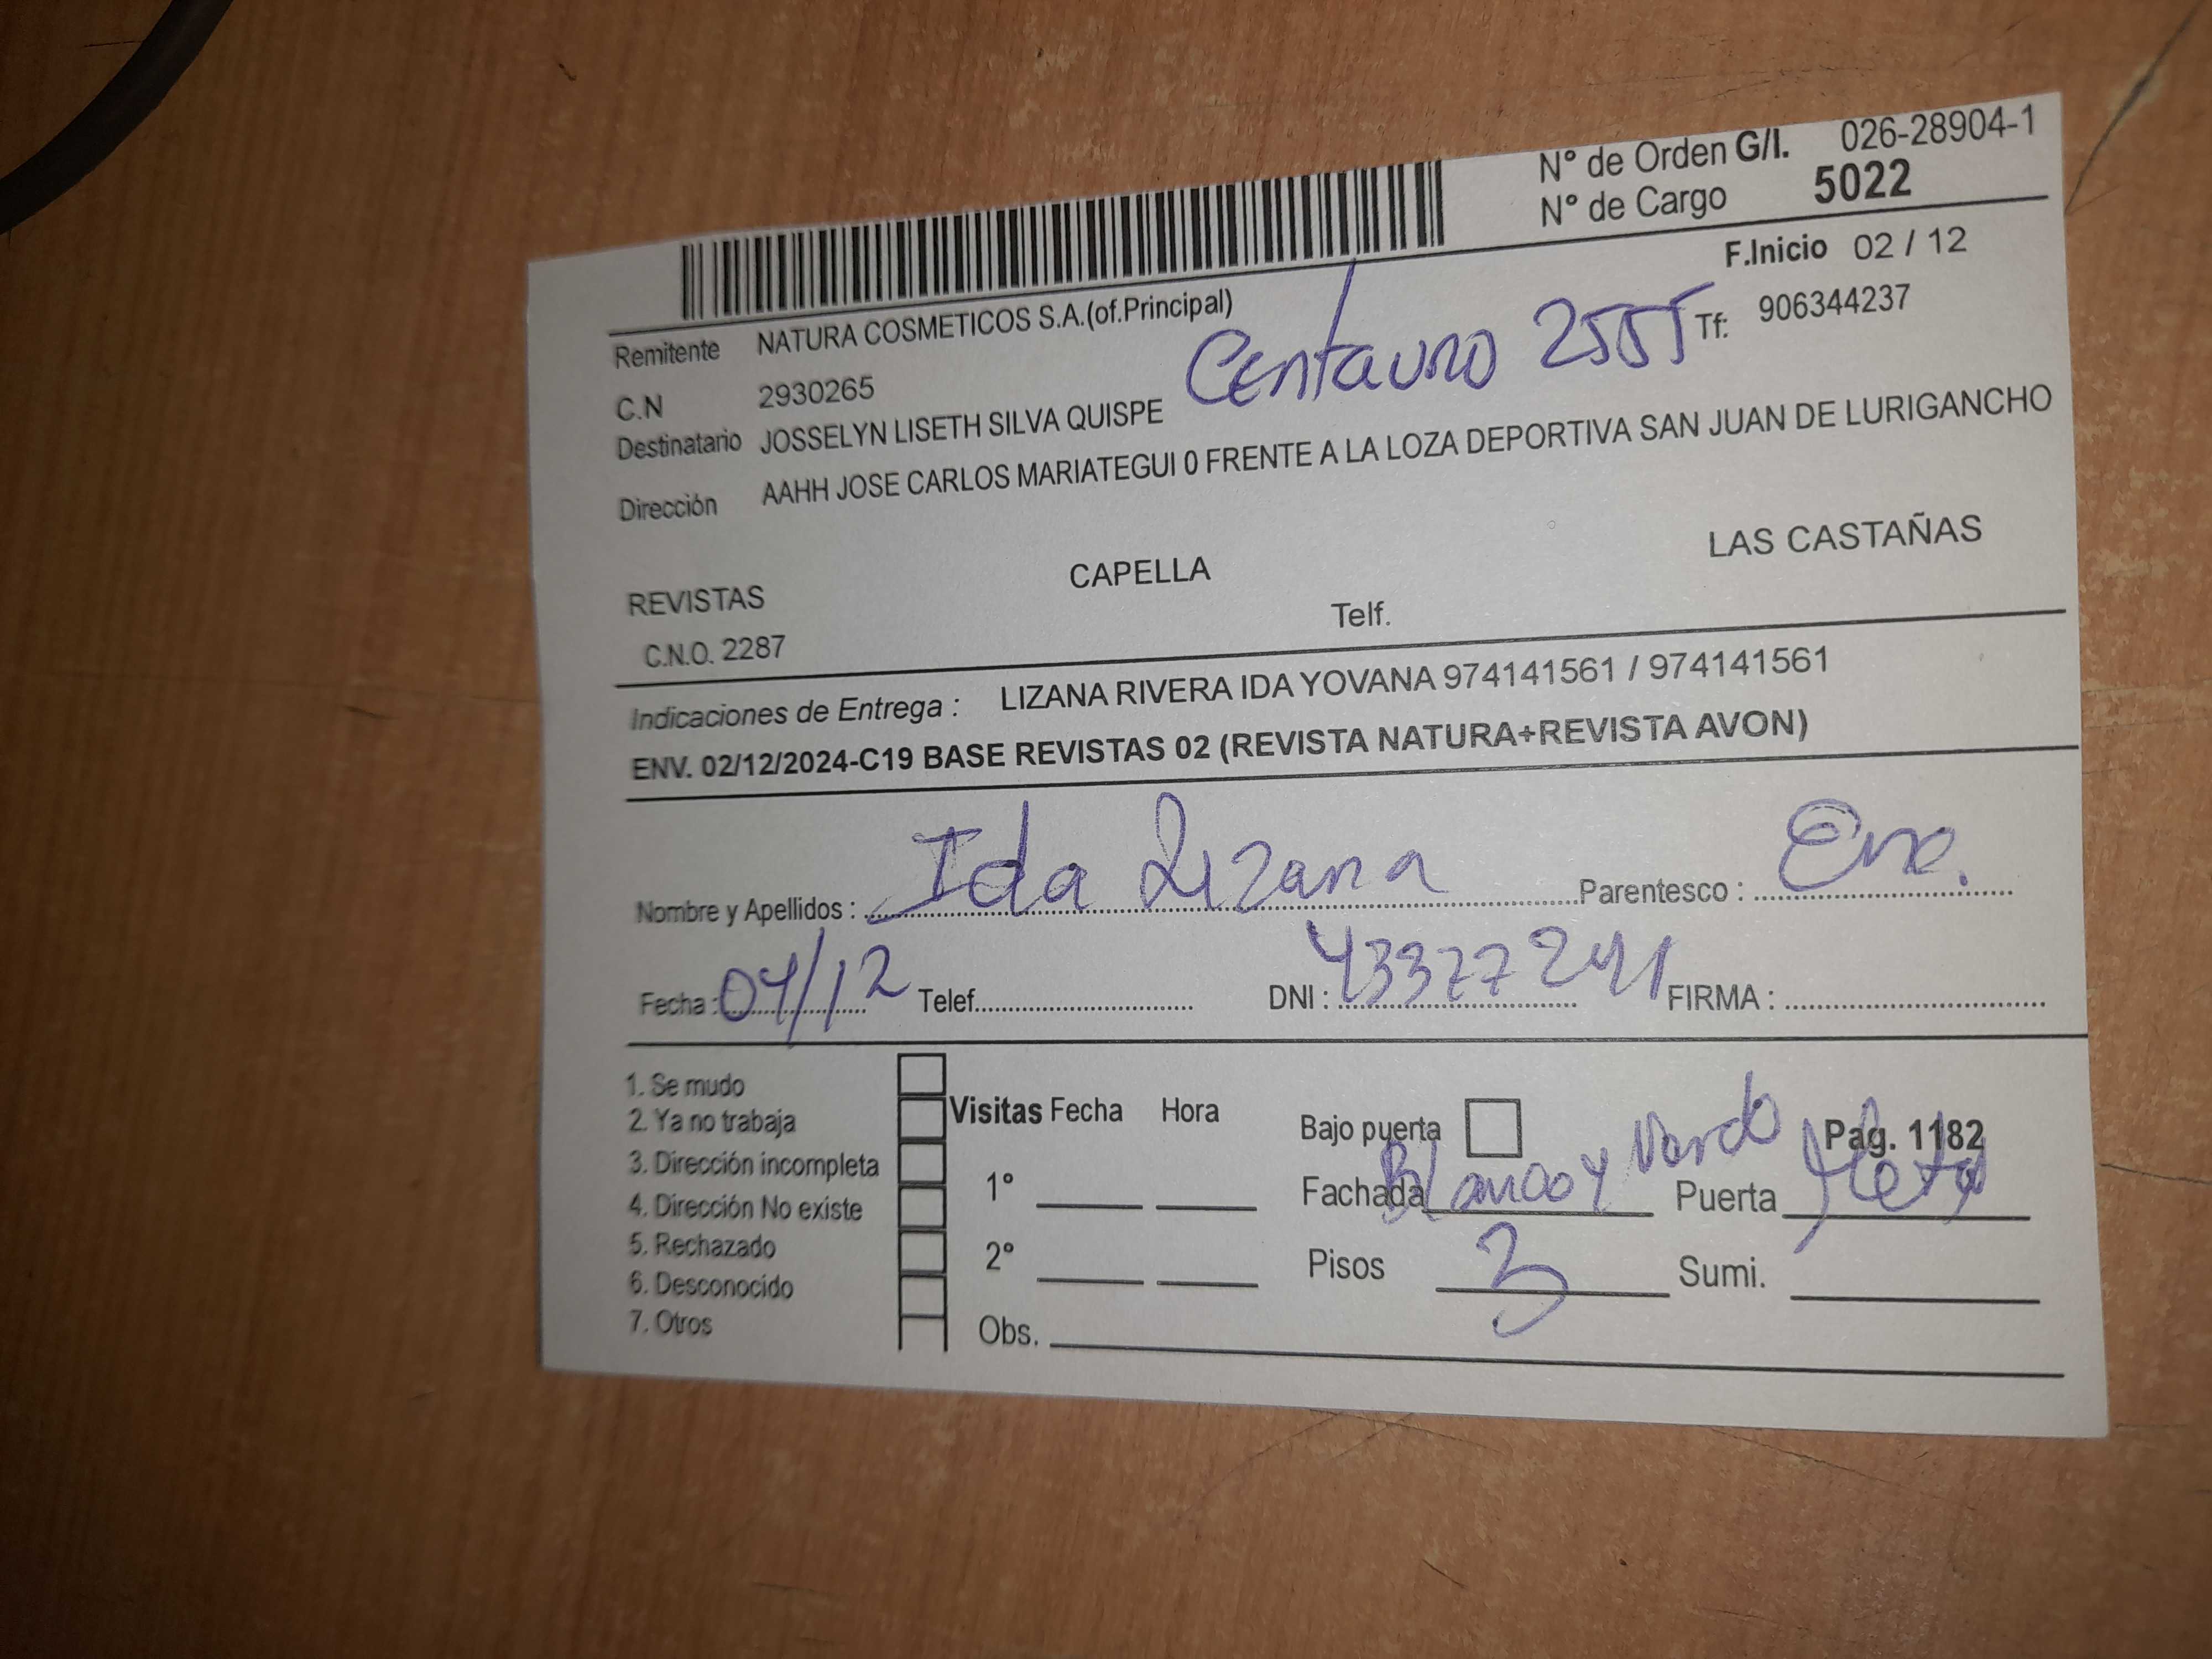 N° de Orden G/I. 026-28904-1
N° de Cargo 5022
F.Inicio 02 / 12
Remitente NATURA COSMETICOS S.A.(of.Principal)
Centauro 2555 Tf: 906344237
C.N 2930265
Destinatario JOSSELYN LISETH SILVA QUISPE
Dirección AAHH JOSE CARLOS MARIATEGUI 0 FRENTE A LA LOZA DEPORTIVA SAN JUAN DE LURIGANCHO
REVISTAS CAPELLA LAS CASTAÑAS
C.N.O. 2287 Telf.
Indicaciones de Entrega : LIZANA RIVERA IDA YOVANA 974141561 / 974141561
ENV. 02/12/2024-C19 BASE REVISTAS 02 (REVISTA NATURA+REVISTA AVON)
Nombre y Apellidos : Ida Lizana Parentesco :
Fecha : 04/12 Telef. DNI : 43377241 FIRMA :
1. Se mudo
2. Ya no trabaja
3. Dirección incompleta
4. Dirección No existe
5. Rechazado
6. Desconocido
7. Otros
Visitas Fecha Hora
1°
2°
Obs.
Bajo puerta Pag. 1182
Fachada Blanco y Puerta
Pisos 3 Sumi.